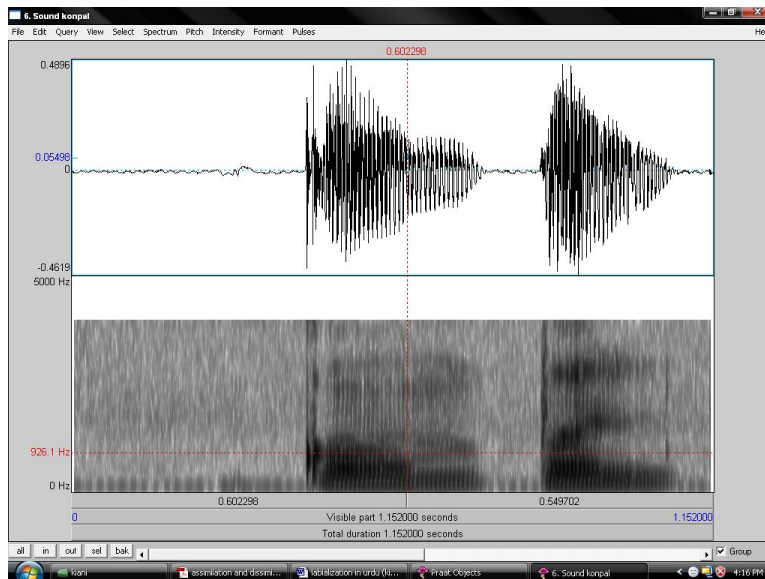 6. Sound konpal
File Edit Query View Select Spectrum Pitch Intensity Formant Pulses He
0.602298
0.4896
0.05498
0
-0.4619
5000 Hz
926.1 Hz
0 Hz
0.602298 0.549702
0 Visible part 1.152000 seconds 1.152000
Total duration 1.152000 seconds
all in out sel bak Group
kiani assimilation and dissimi... labialization in urdu (ki... Praat Objects 6. Sound konpal 4:16 PM